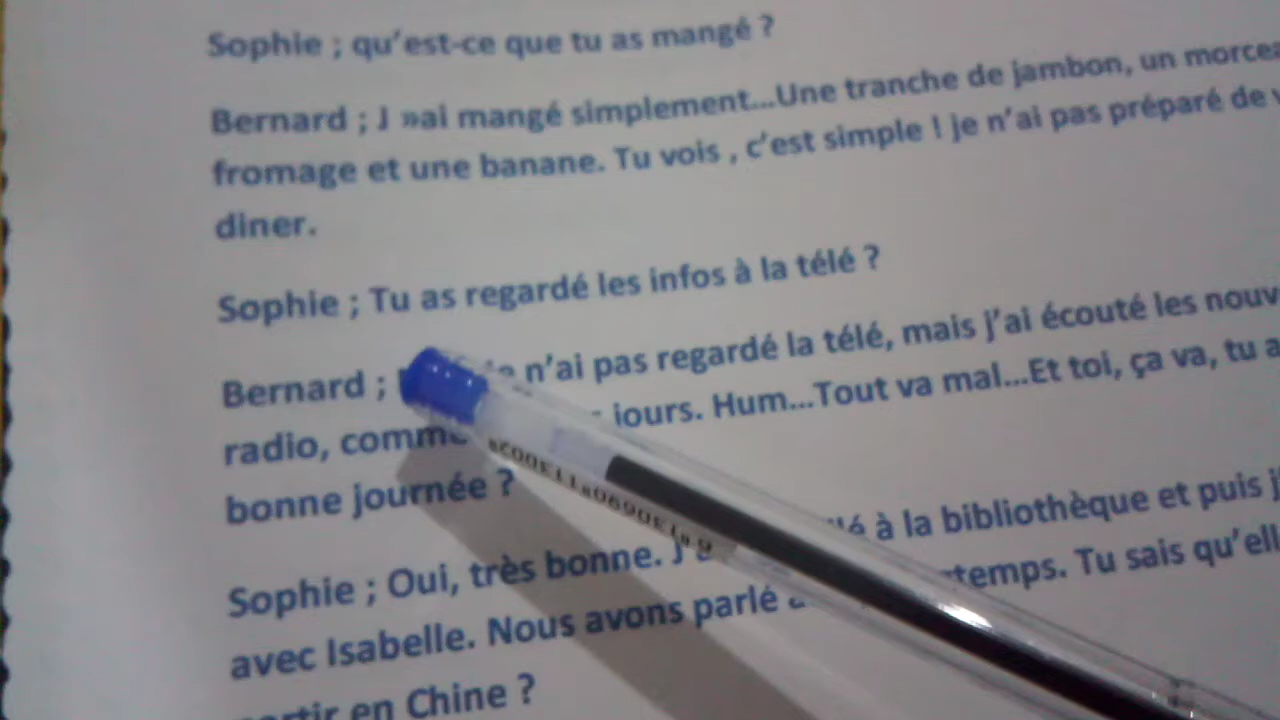 Sophie ; qu'est-ce que tu as mangé ?
Bernard ; J »ai mangé simplement...Une tranche de jambon, un morcea
fromage et une banane. Tu vois , c'est simple ! je n'ai pas préparé de v
diner.
Sophie ; Tu as regardé les infos à la télé ?
Bernard ; n'ai pas regardé la télé, mais j'ai écouté les nouv
radio, comme jours. Hum...Tout va mal...Et toi, ça va, tu a
bonne journée ?
Sophie ; Oui, très bonne. J' à la bibliothèque et puis j'
avec Isabelle. Nous avons parlé temps. Tu sais qu'ell
en Chine ?